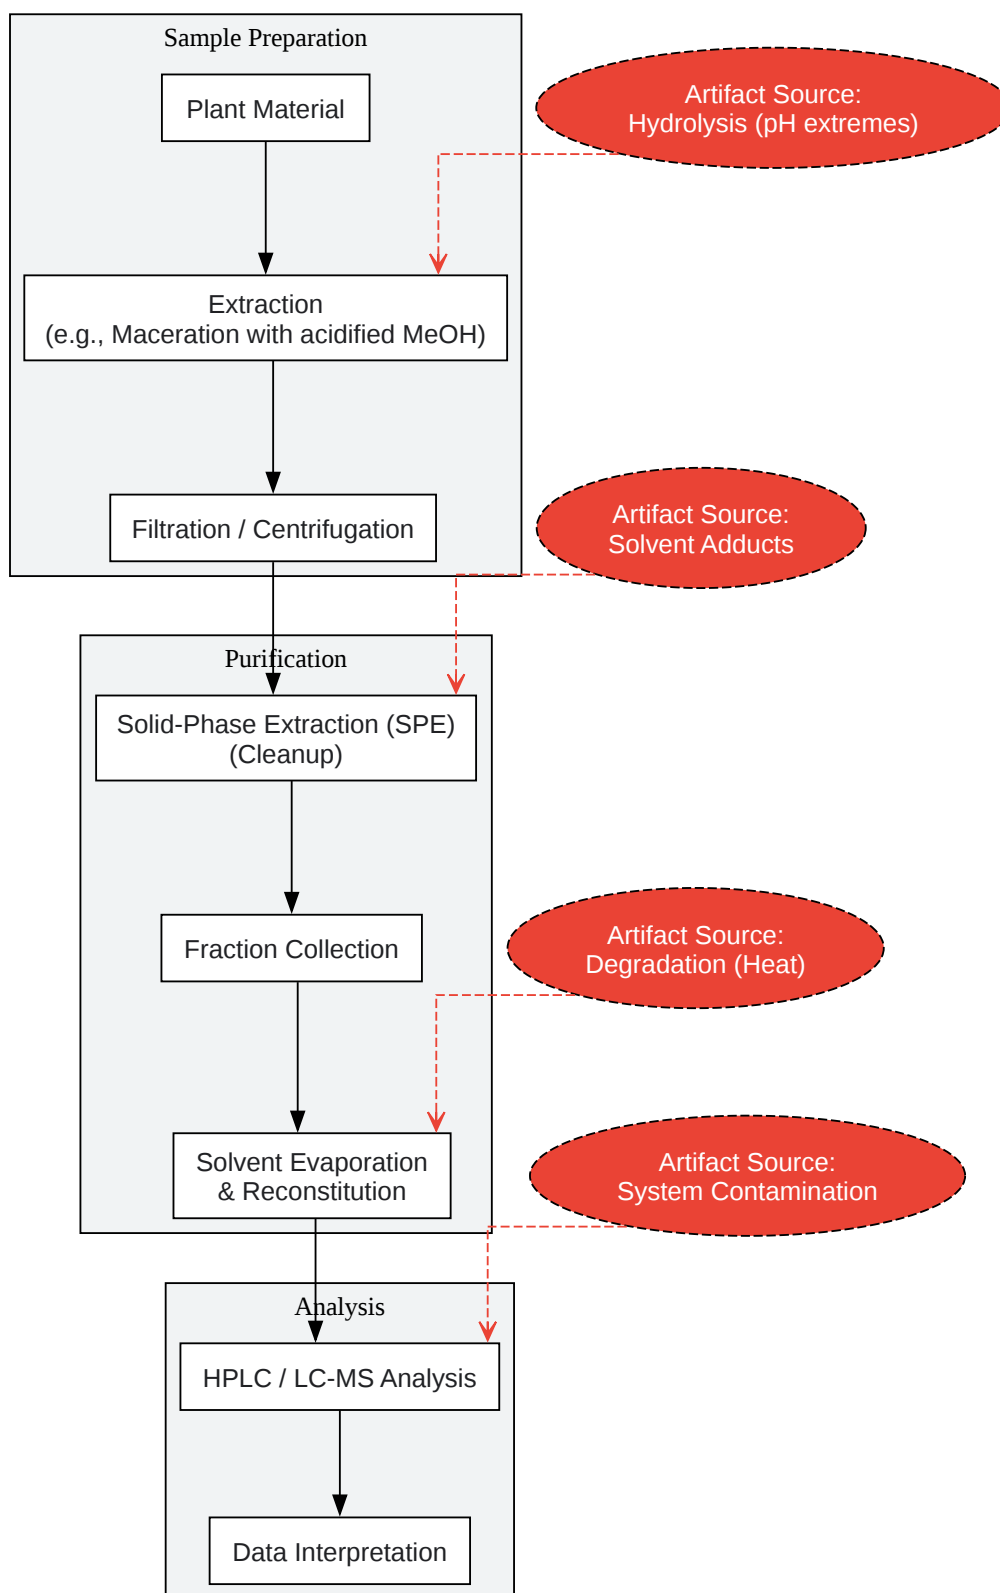 Sample Preparation
Plant Material
Artifact Source:
Hydrolysis (pH extremes)
Extraction
(e.g., Maceration with acidified MeOH)
Filtration / Centrifugation
Artifact Source:
Solvent Adducts
Purification
Solid-Phase Extraction (SPE)
(Cleanup)
Fraction Collection
Artifact Source:
Degradation (Heat)
Solvent Evaporation
& Reconstitution
Artifact Source:
System Contamination
Analysis
HPLC / LC-MS Analysis
Data Interpretation